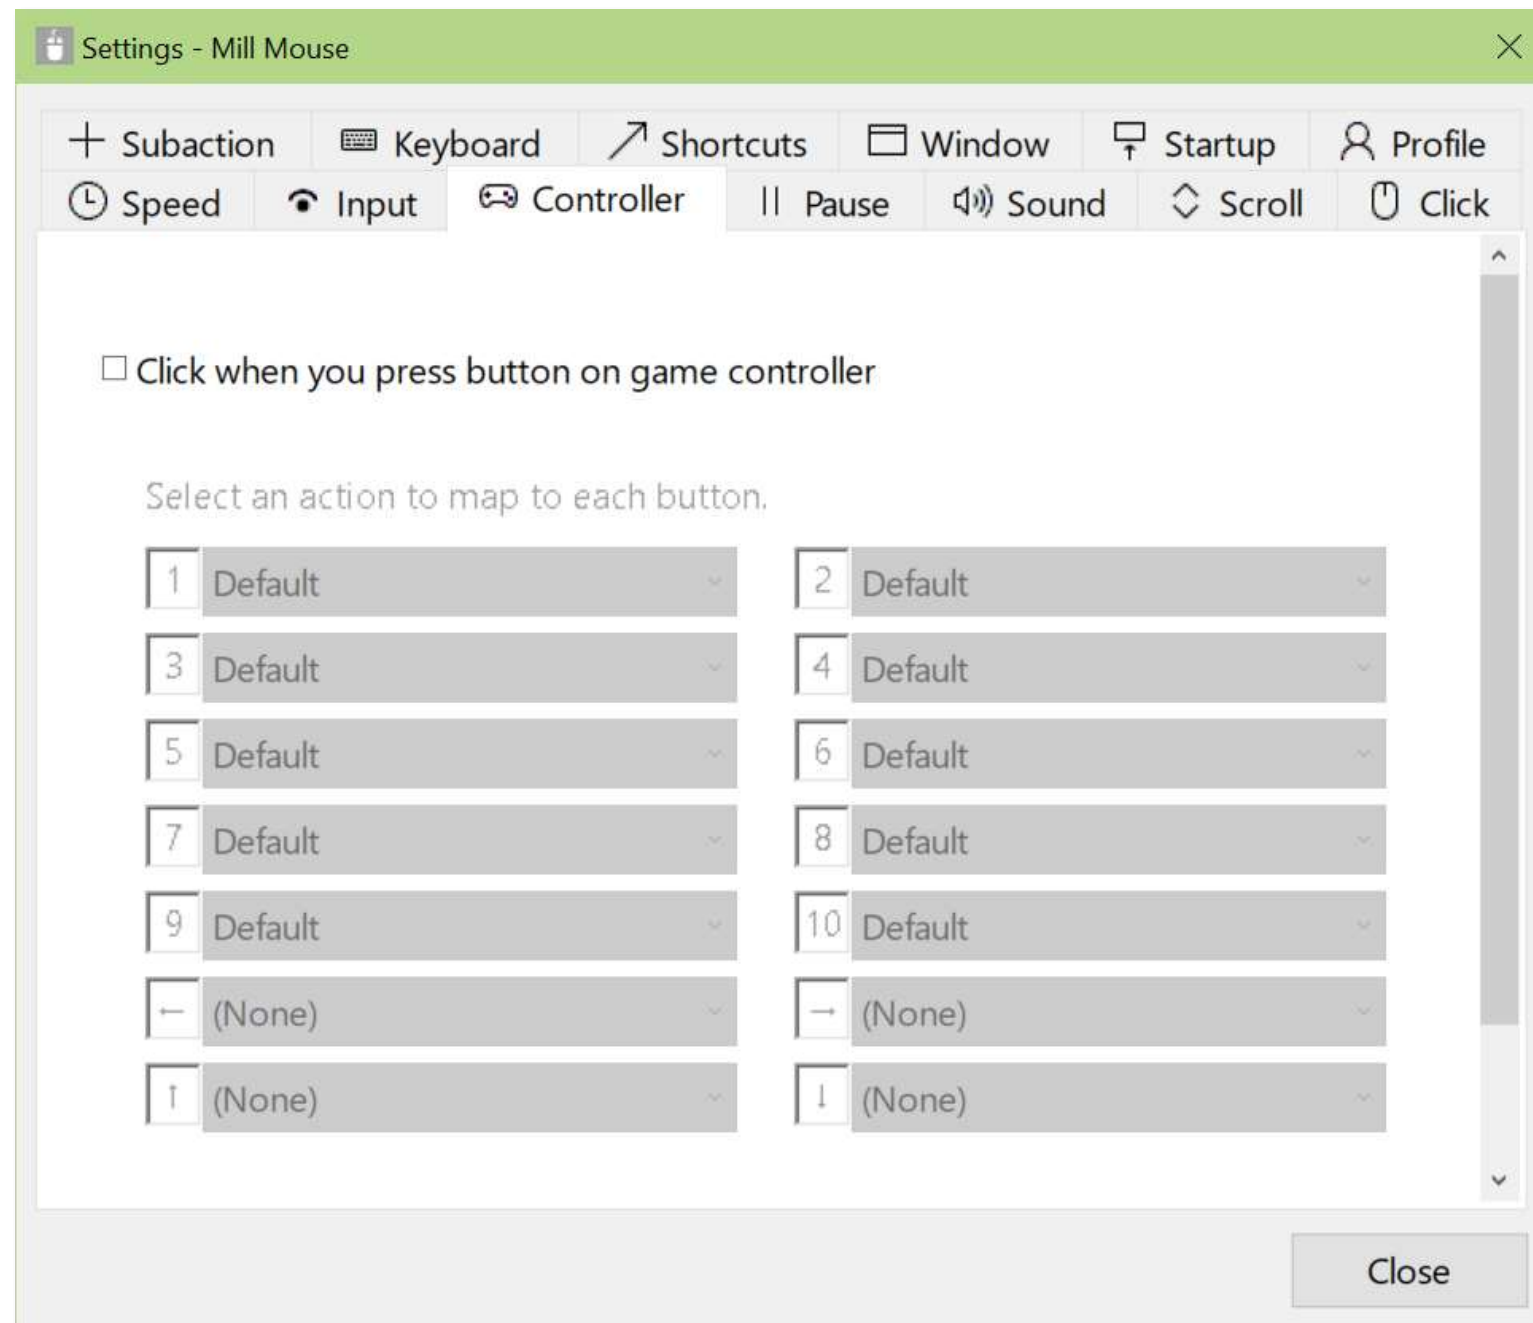 Settings - Mill Mouse
Subaction Keyboard Shortcuts Window Startup Profile
Speed Input Controller Pause Sound Scroll Click
Click when you press button on game controller
Select an action to map to each button.
1 Default 2 Default
3 Default 4 Default
5 Default 6 Default
7 Default 8 Default
9 Default 10 Default
← (None) → (None)
↑ (None) ↓ (None)
Close